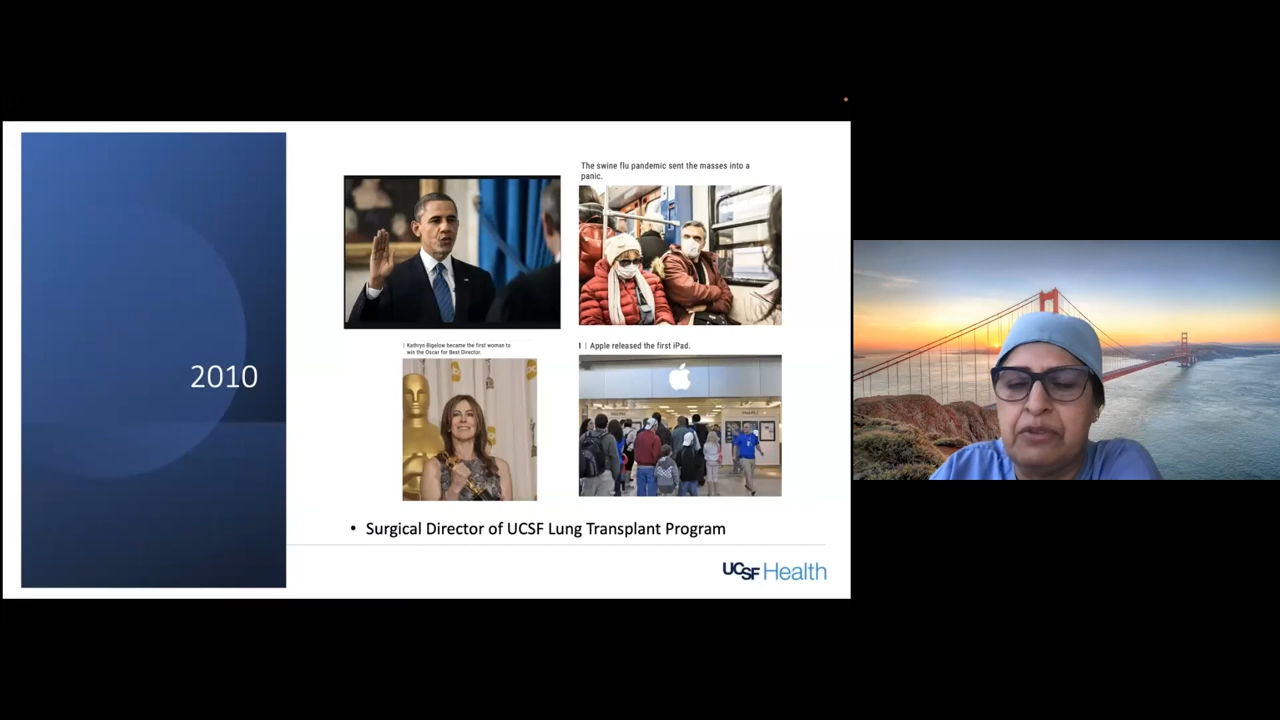 2010
The swine flu pandemic sent the masses into a
panic.
| Kathryn Bigelow became the first woman to
win the Oscar for Best Director.
| | Apple released the first iPad.
• Surgical Director of UCSF Lung Transplant Program
UCSF Health